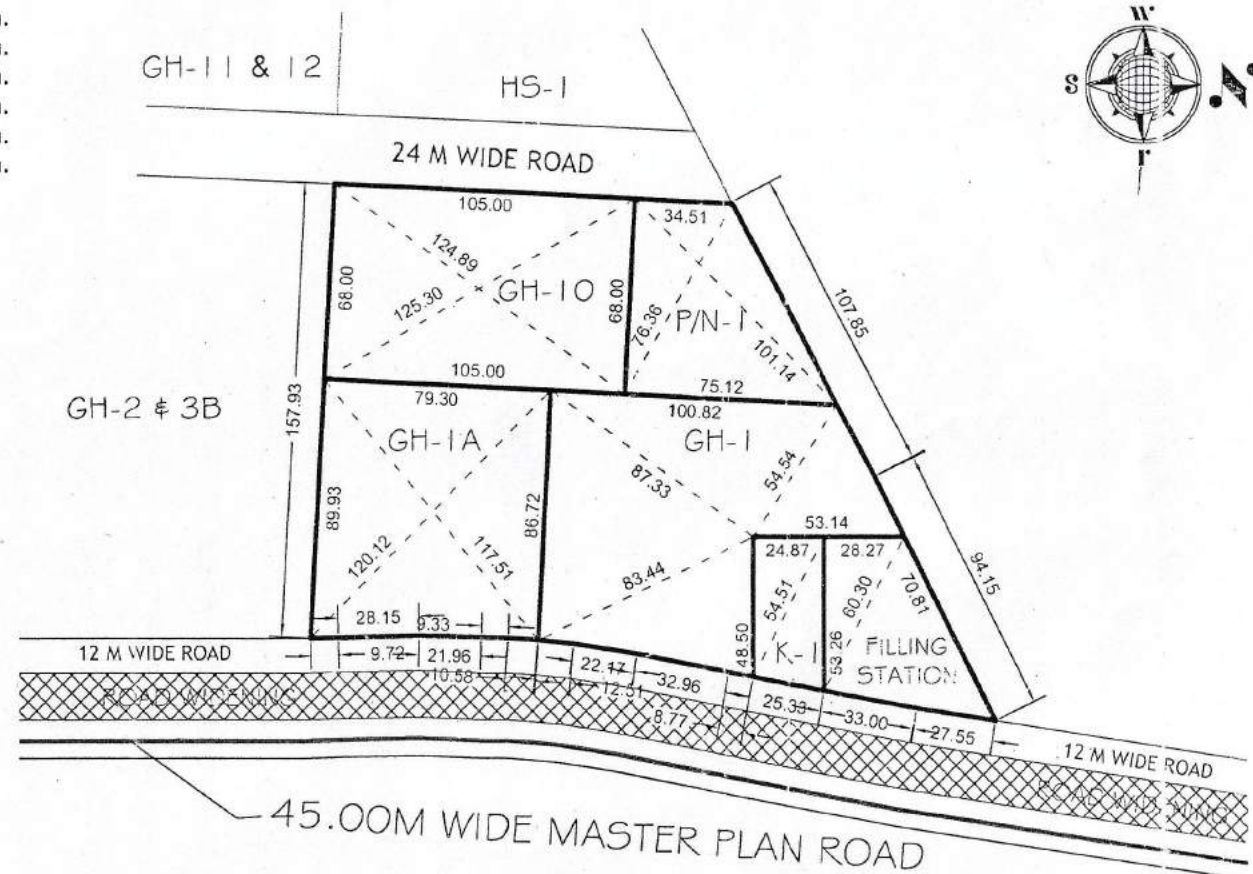 W
S
N
GH-11 & 12
HS-1
24 M WIDE ROAD
105.00
34.51
124.89
68.00
GH-10
68.00
125.30
76.36
P/N-1
101.14
107.85
105.00
75.12
79.30
100.82
157.93
GH-2 & 3B
GH-1A
GH-1
87.33
54.54
89.93
86.72
53.14
24.87
28.27
120.12
117.51
83.44
54.51
60.30
70.81
94.15
28.15
9.33
48.50
K-1
53.26
FILLING
STATION
12 M WIDE ROAD
9.72
21.96
22.17
32.96
10.58
12.51
25.33
33.00
27.55
8.77
ROAD WIDENING
12 M WIDE ROAD
ROAD WIDENING
45.00M WIDE MASTER PLAN ROAD